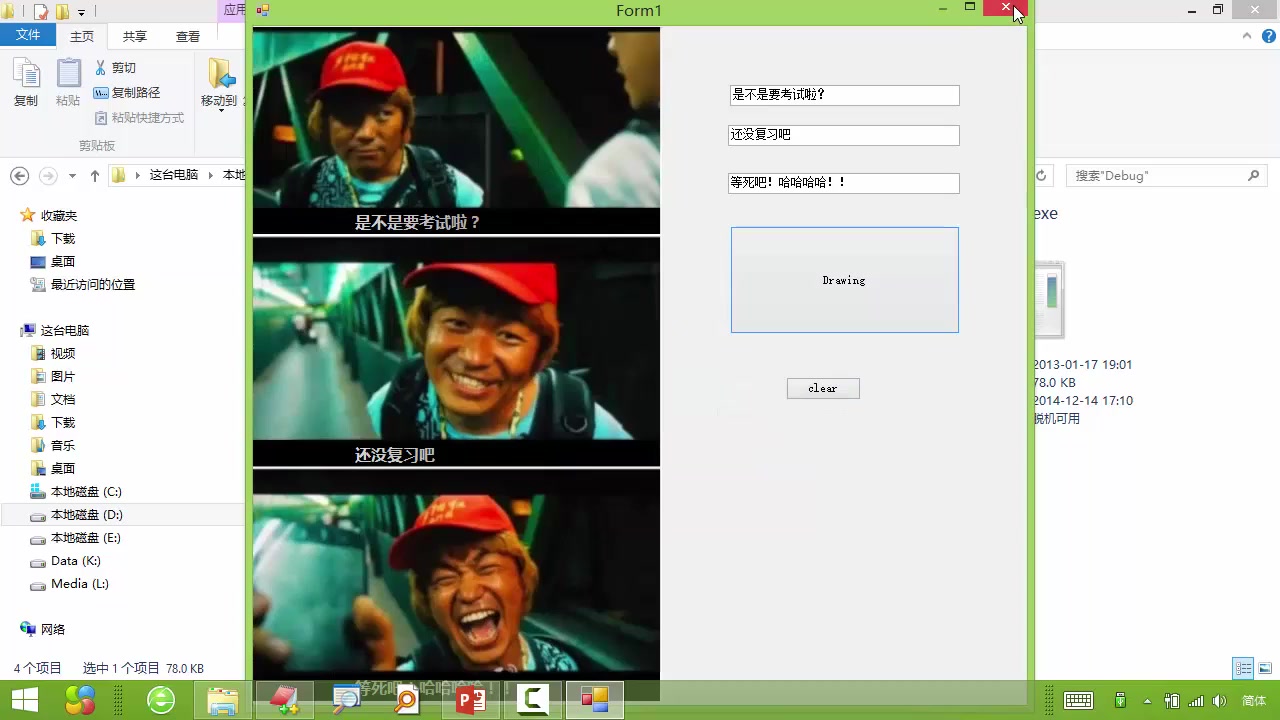 Form1
应用
文件
主页
共享
查看
复制
粘贴
剪切
复制路径
粘贴快捷方式
剪贴板
移动到
这台电脑
搜索"Debug"
收藏夹
下载
桌面
最近访问的位置
这台电脑
视频
图片
文档
下载
音乐
桌面
本地磁盘 (C:)
本地磁盘 (D:)
本地磁盘 (E:)
Data (K:)
Media (L:)
网络
4 个项目
选中 1 个项目 78.0 KB
是不是要考试啦？
还没复习吧
等死吧！哈哈哈哈！！
是不是要考试啦?
还没复习吧
等死吧！哈哈哈哈！！
Drawing
clear
exe
2013-01-17 19:01
78.0 KB
2014-12-14 17:10
脱机可用
简体